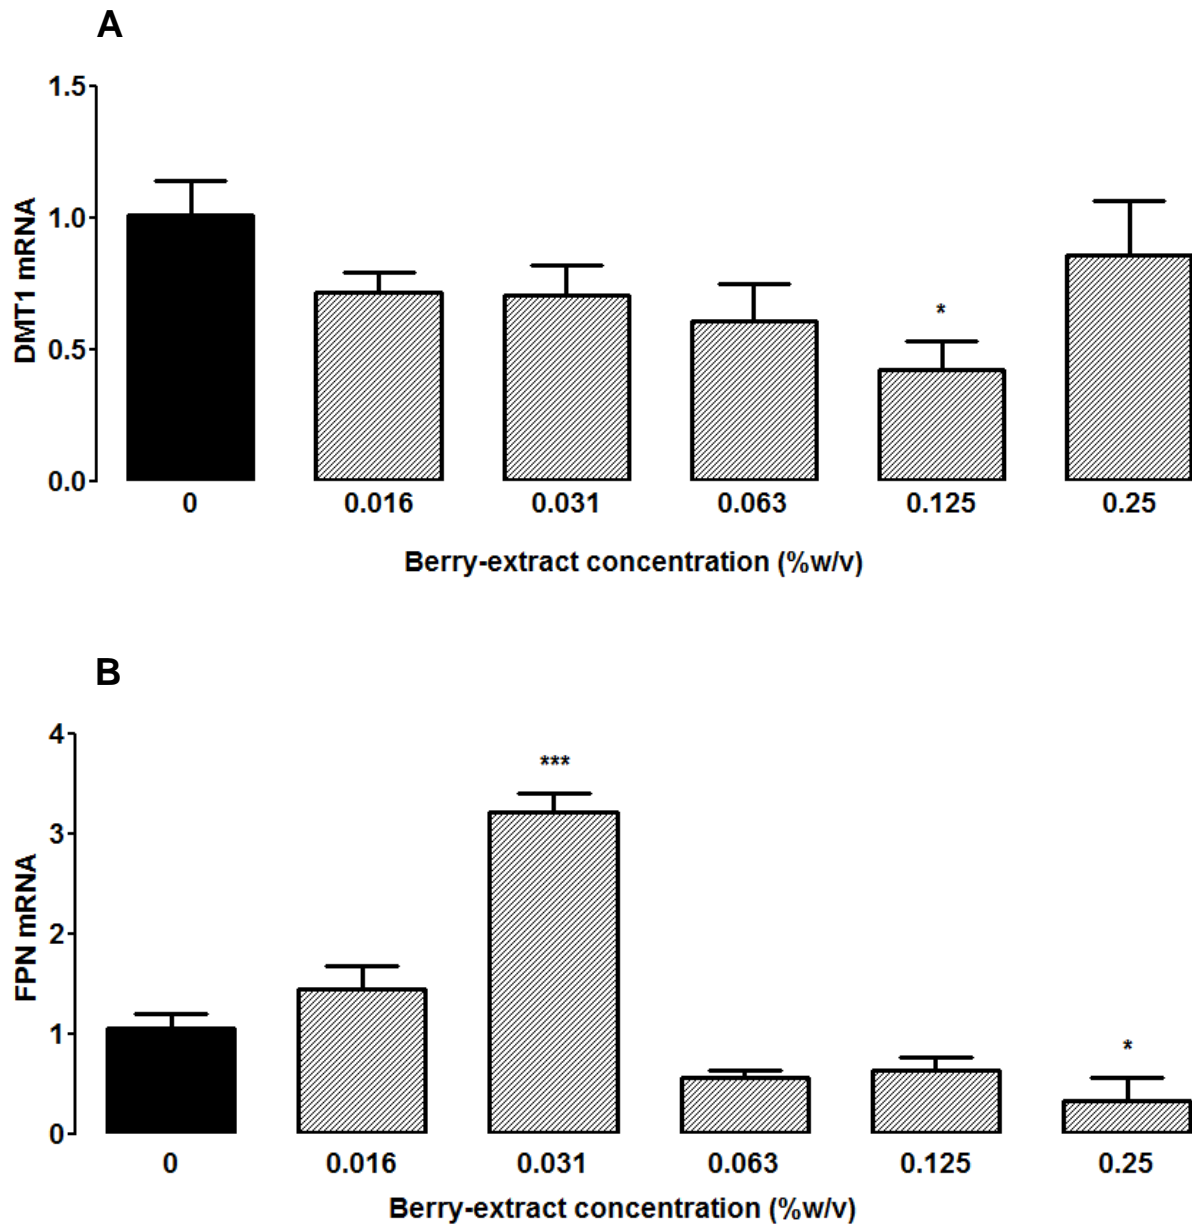 A
1.5
1.0
0.5
0.0
DMT1 mRNA
*
0 0.016 0.031 0.063 0.125 0.25
Berry-extract concentration (%w/v)
B
4
3
2
1
0
FPN mRNA
***
*
0 0.016 0.031 0.063 0.125 0.25
Berry-extract concentration (%w/v)